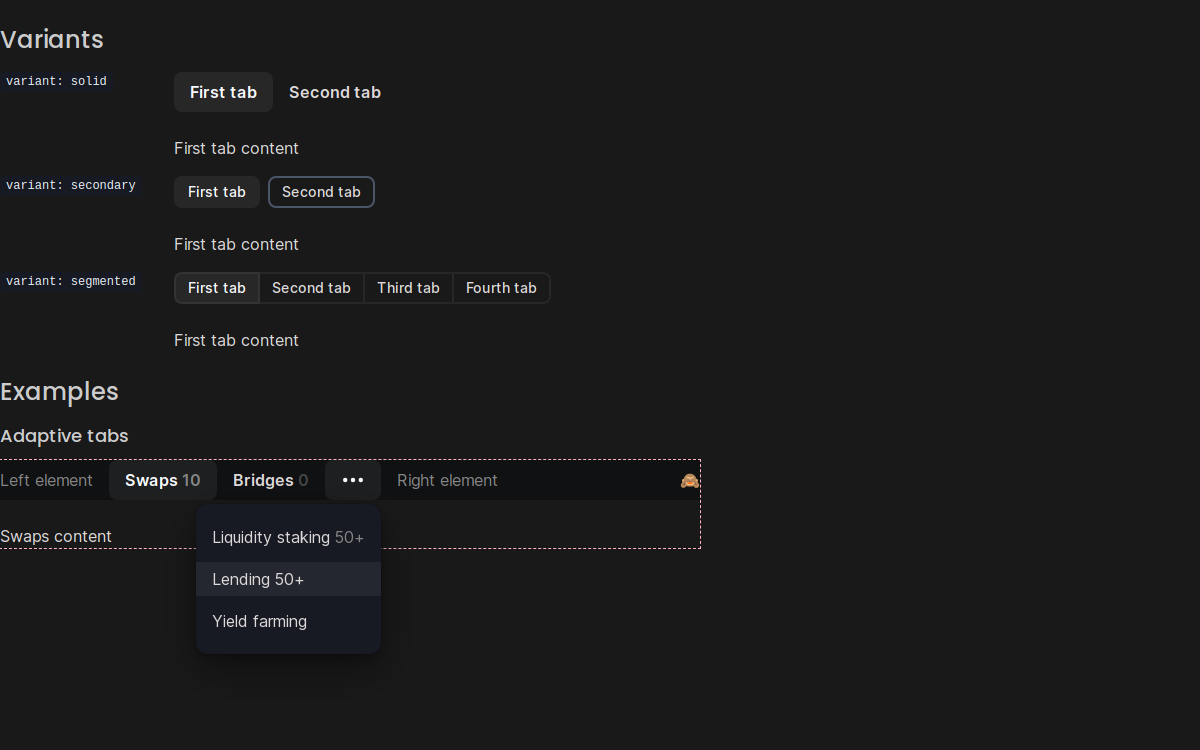 Variants
variant: solid
First tab Second tab
First tab content
variant: secondary
First tab Second tab
First tab content
variant: segmented
First tab Second tab Third tab Fourth tab
First tab content
Examples
Adaptive tabs
Left element Swaps 10 Bridges 0 ••• Right element 🙈
Swaps content
Liquidity staking 50+
Lending 50+
Yield farming